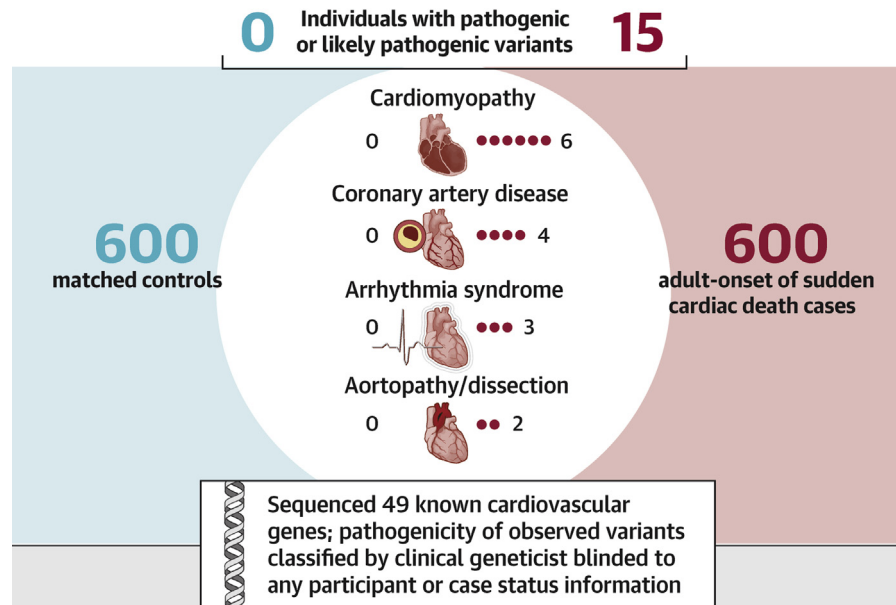 0 Individuals with pathogenic 15
or likely pathogenic variants
Cardiomyopathy
0 6
Coronary artery disease
0 4
600
matched controls
600
adult-onset of sudden
cardiac death cases
Arrhythmia syndrome
0 3
Aortopathy/dissection
0 2
Sequenced 49 known cardiovascular
genes; pathogenicity of observed variants
classified by clinical geneticist blinded to
any participant or case status information